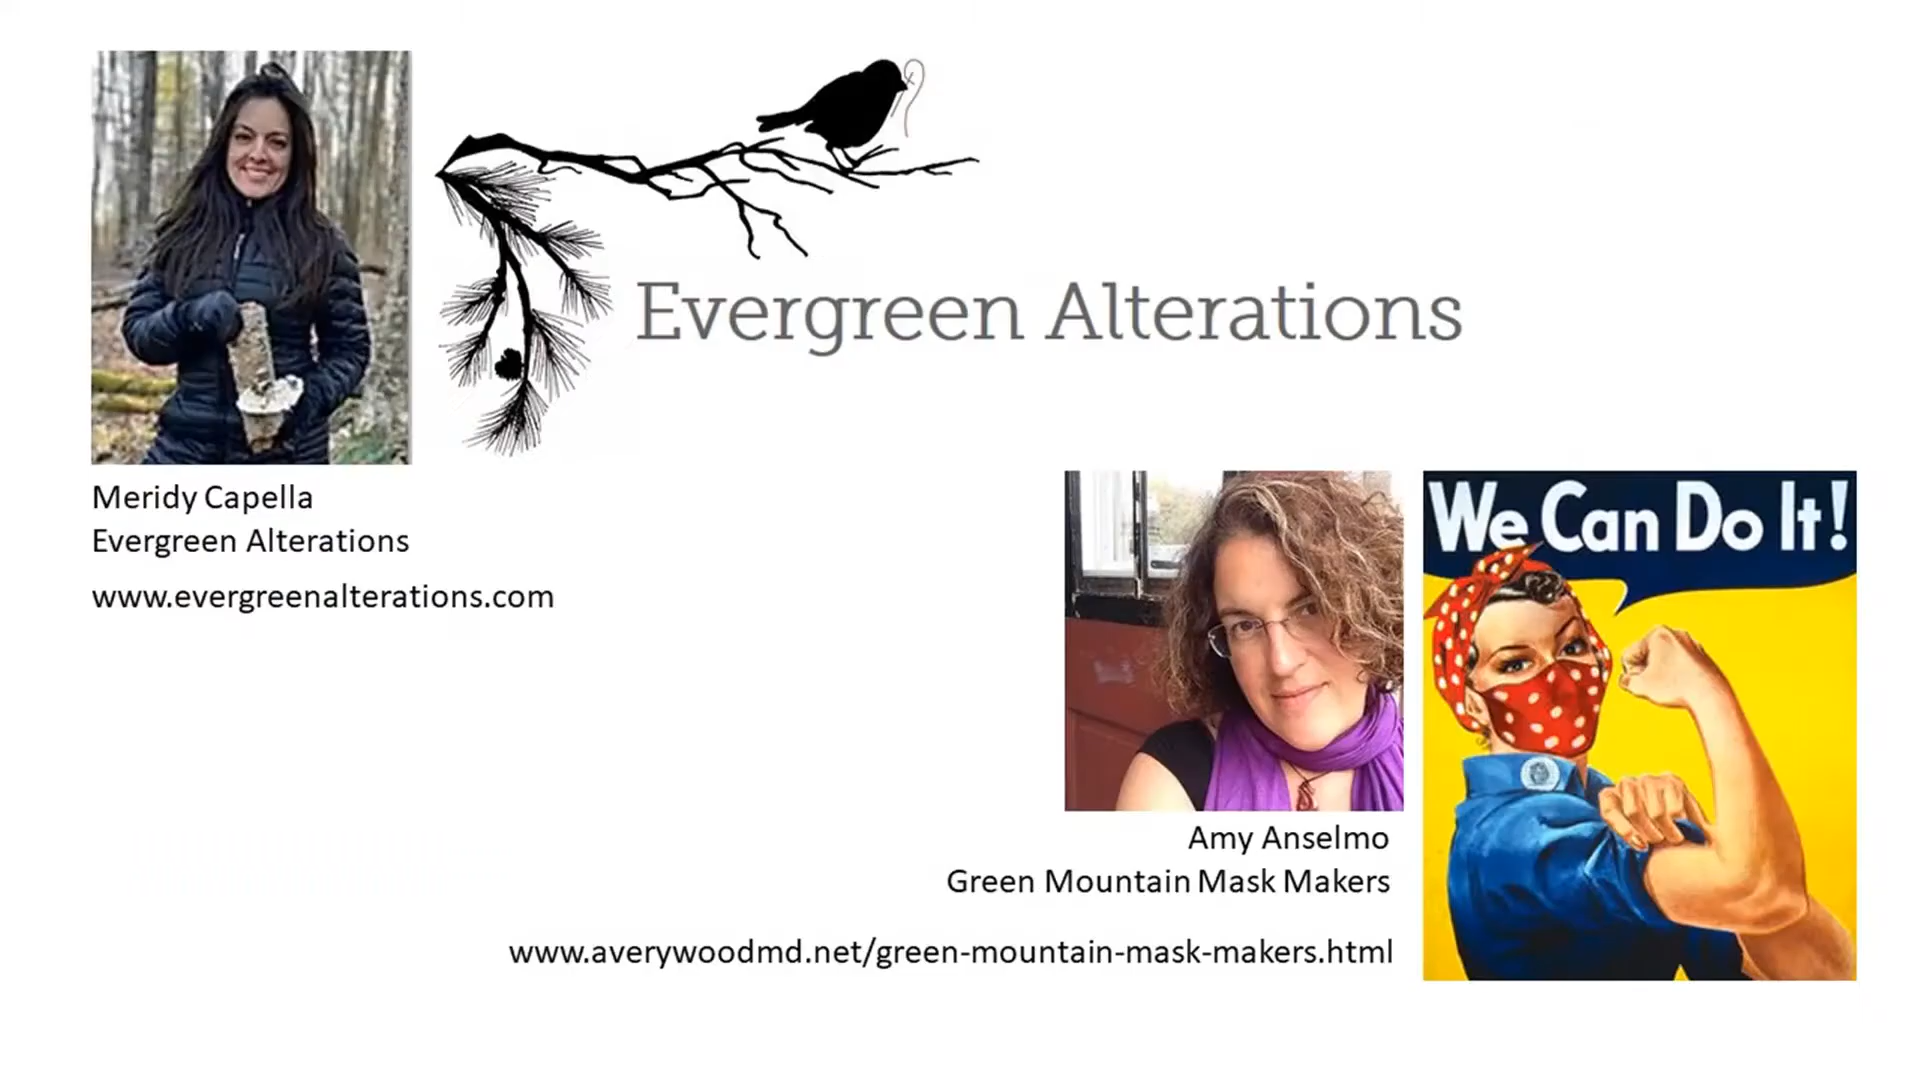 Evergreen Alterations
Meridy Capella
Evergreen Alterations
www.evergreenalterations.com
We Can Do It!
Amy Anselmo
Green Mountain Mask Makers
www.averywoodmd.net/green-mountain-mask-makers.html